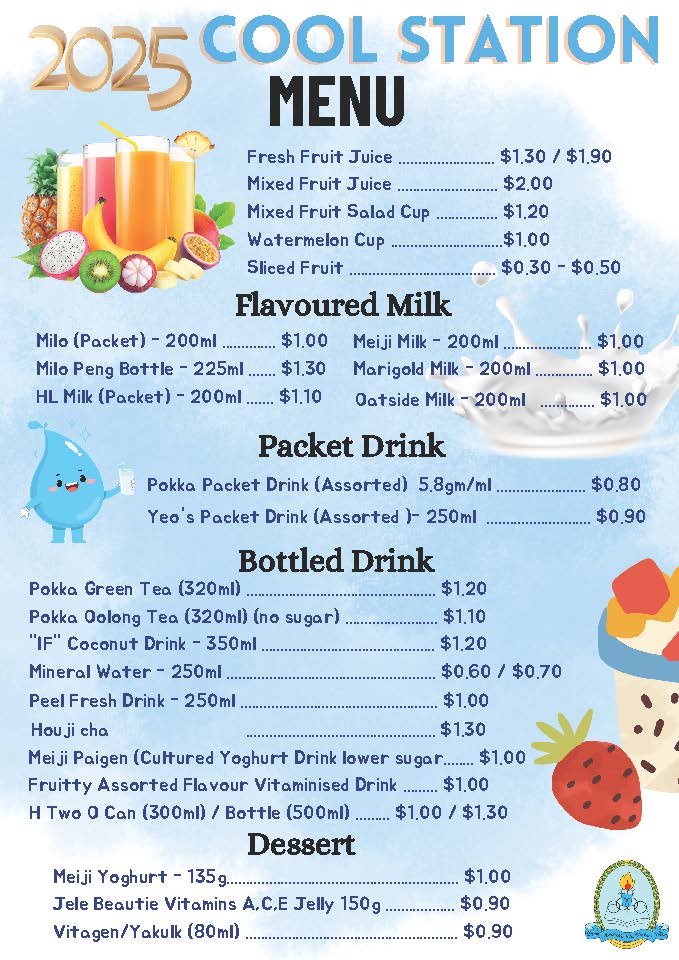 2025 COOL STATION
MENU
Fresh Fruit Juice ........................ $1.30 / $1.90
Mixed Fruit Juice ......................... $2.00
Mixed Fruit Salad Cup ............... $1.20
Watermelon Cup ...........................$1.00
Sliced Fruit .................................... $0.30 - $0.50
Flavoured Milk
Milo (Packet) - 200ml ............. $1.00
Milo Peng Bottle - 225ml ....... $1.30
HL Milk (Packet) - 200ml ....... $1.10
Meiji Milk - 200ml ...................... $1.00
Marigold Milk - 200ml .............. $1.00
Oatside Milk - 200ml ............. $1.00
Packet Drink
Pokka Packet Drink (Assorted) 5.8gm/ml ...................... $0.80
Yeo's Packet Drink (Assorted )- 250ml .......................... $0.90
Bottled Drink
Pokka Green Tea (320ml) ............................................... $1.20
Pokka Oolong Tea (320ml) (no sugar) ....................... $1.10
"IF" Coconut Drink - 350ml ........................................... $1.20
Mineral Water - 250ml .................................................... $0.60 / $0.70
Peel Fresh Drink - 250ml ................................................. $1.00
Houji cha ............................................... $1.30
Meiji Paigen (Cultured Yoghurt Drink lower sugar....... $1.00
Fruitty Assorted Flavour Vitaminised Drink ......... $1.00
H Two O Can (300ml) / Bottle (500ml) ......... $1.00 / $1.30
Dessert
Meiji Yoghurt - 135g.......................................................... $1.00
Jele Beautie Vitamins A,C,E Jelly 150g ................. $0.90
Vitagen/Yakulk (80ml) ..................................................... $0.90